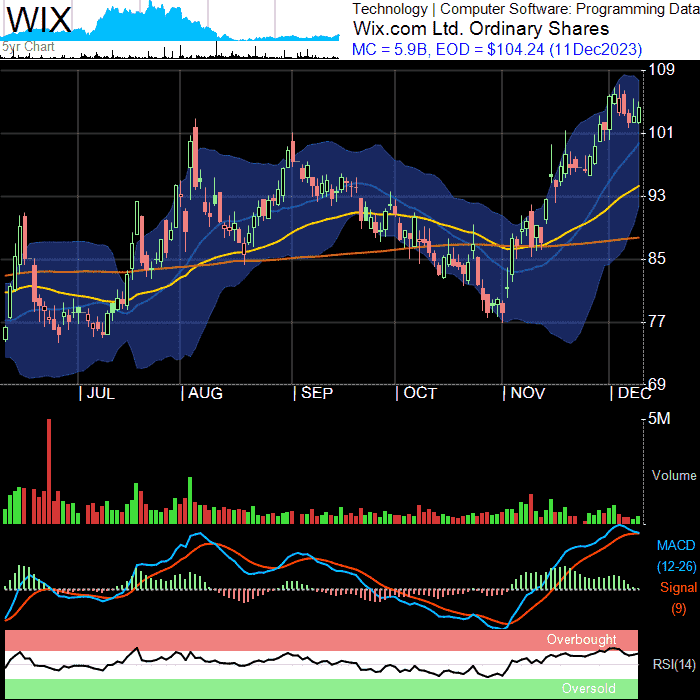 WIX
5yr Chart
Technology | Computer Software: Programming Data
Wix.com Ltd. Ordinary Shares
MC = 5.9B, EOD = $104.24 (11Dec2023)
109
101
93
85
77
69
JUL AUG SEP OCT NOV DEC
5M
Volume
MACD
(12-26)
Signal
(9)
Overbought
RSI(14)
Oversold